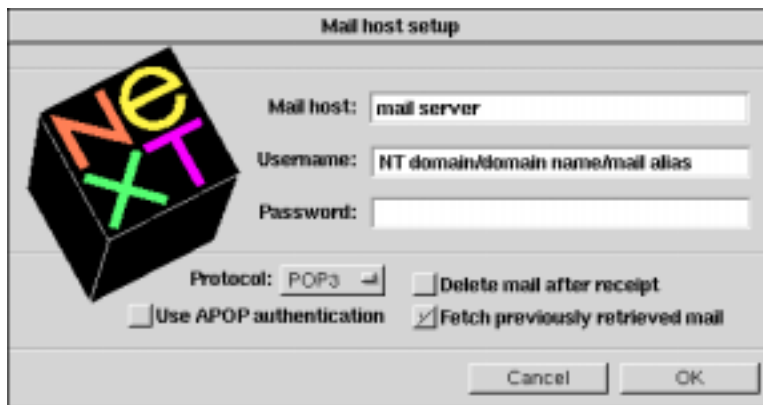 Mail host setup
NeXT
Mail host: mail server
Username: NT domain/domain name/mail alias
Password:
Protocol: POP3
Delete mail after receipt
Use APOP authentication
Fetch previously retrieved mail
Cancel
OK